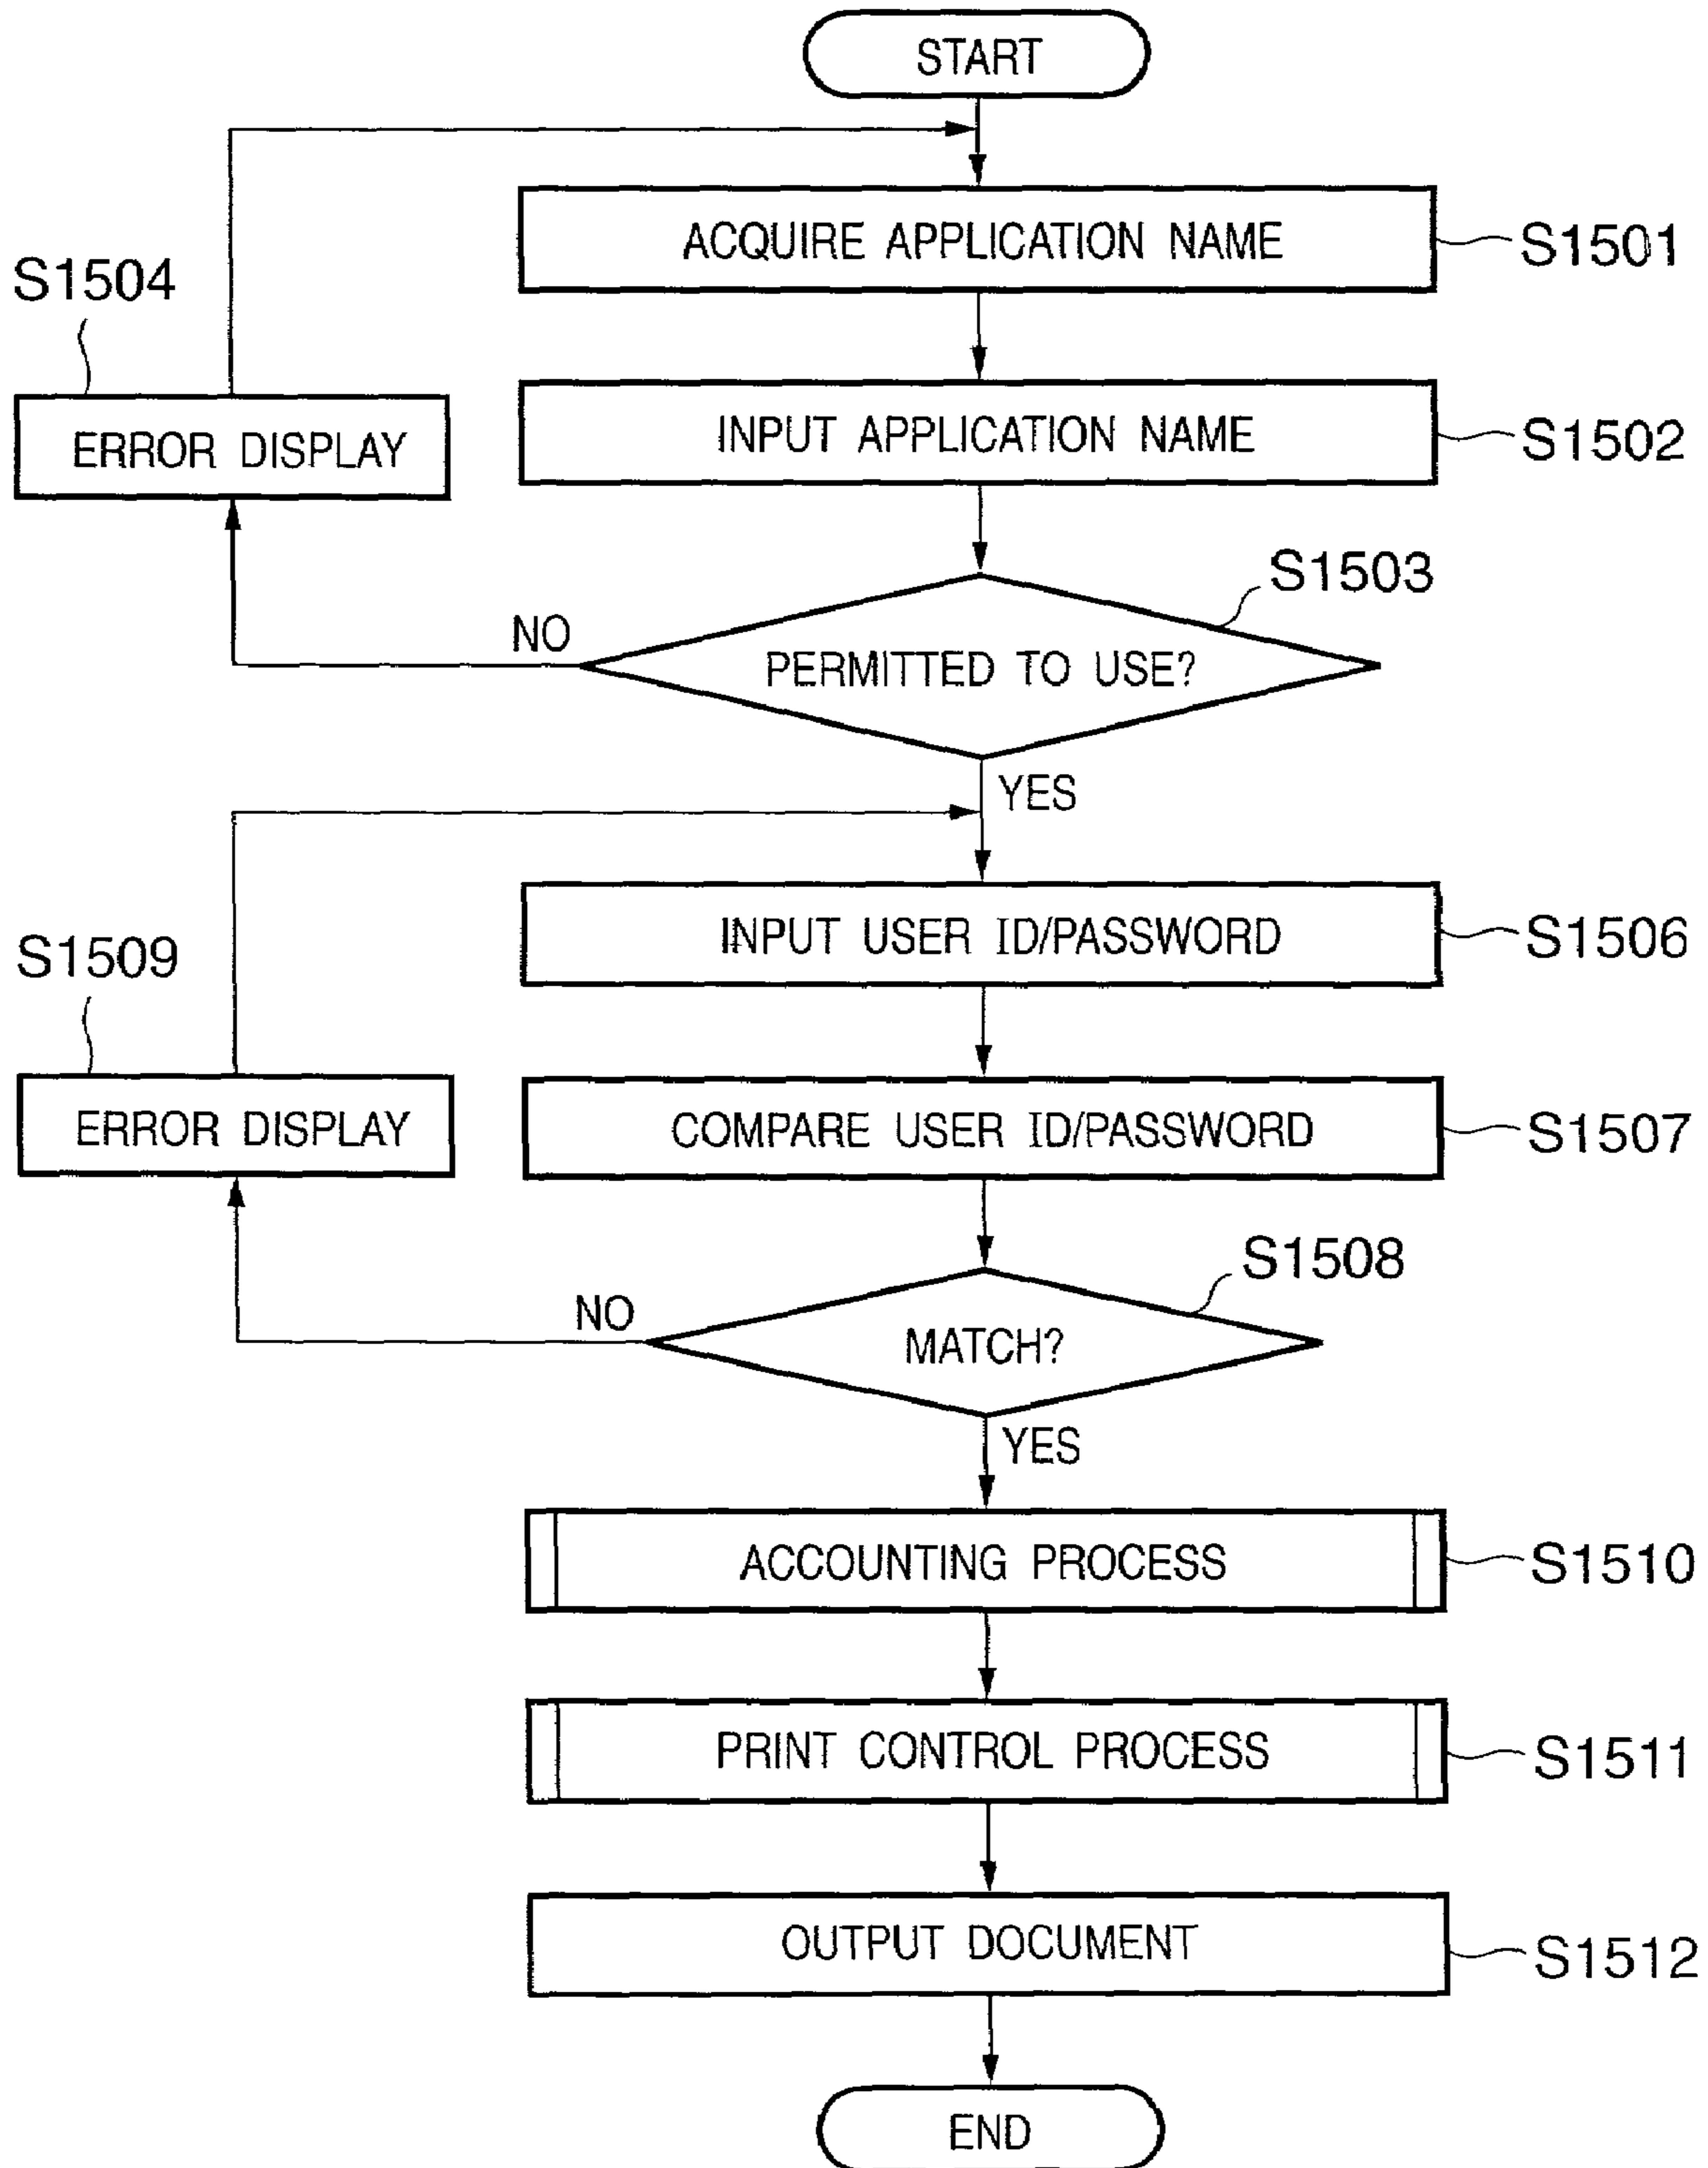 START
ACQUIRE APPLICATION NAME
S1501
S1504
ERROR DISPLAY
INPUT APPLICATION NAME
S1502
S1503
NO
PERMITTED TO USE?
YES
INPUT USER ID/PASSWORD
S1506
S1509
ERROR DISPLAY
COMPARE USER ID/PASSWORD
S1507
S1508
NO
MATCH?
YES
ACCOUNTING PROCESS
S1510
PRINT CONTROL PROCESS
S1511
OUTPUT DOCUMENT
S1512
END